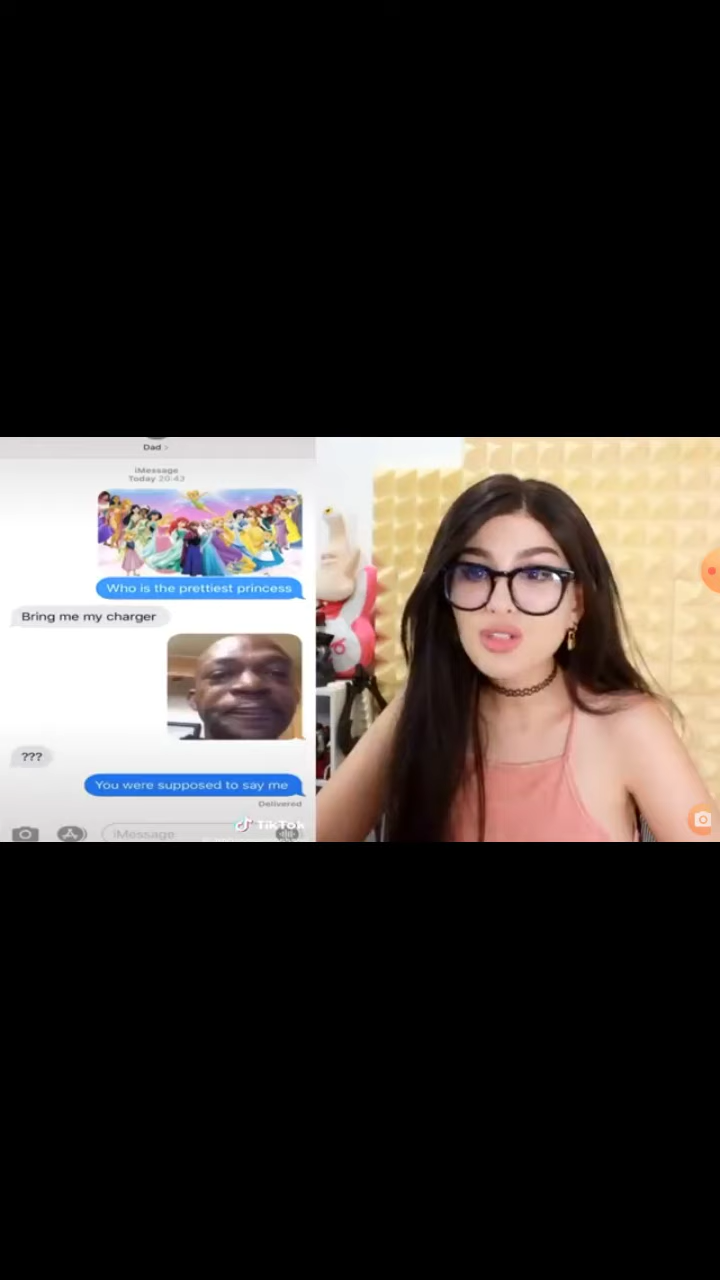 Dad
iMessage
Today 20:43
Who is the prettiest princess
Bring me my charger
???
You were supposed to say me
Delivered
iMessage
TikTok